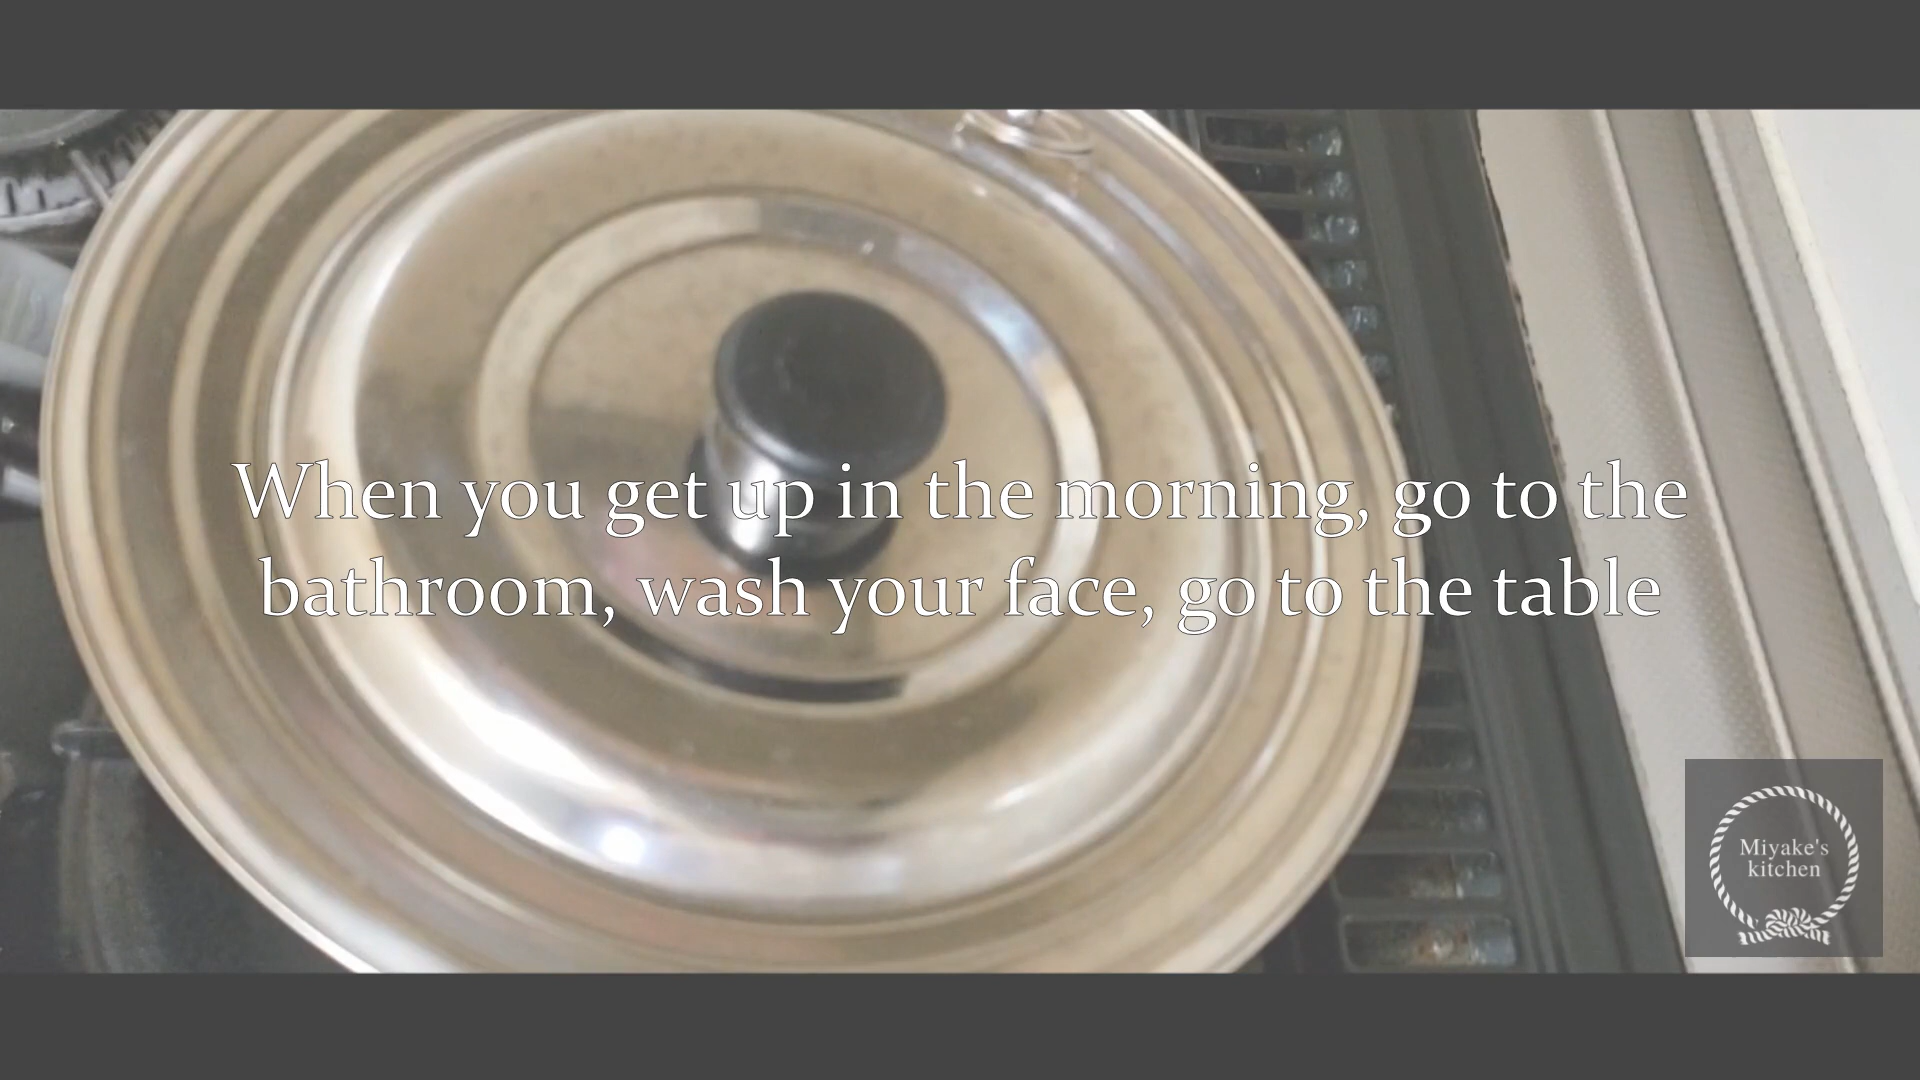 When you get up in the morning, go to the
bathroom, wash your face, go to the table
Miyake's
kitchen